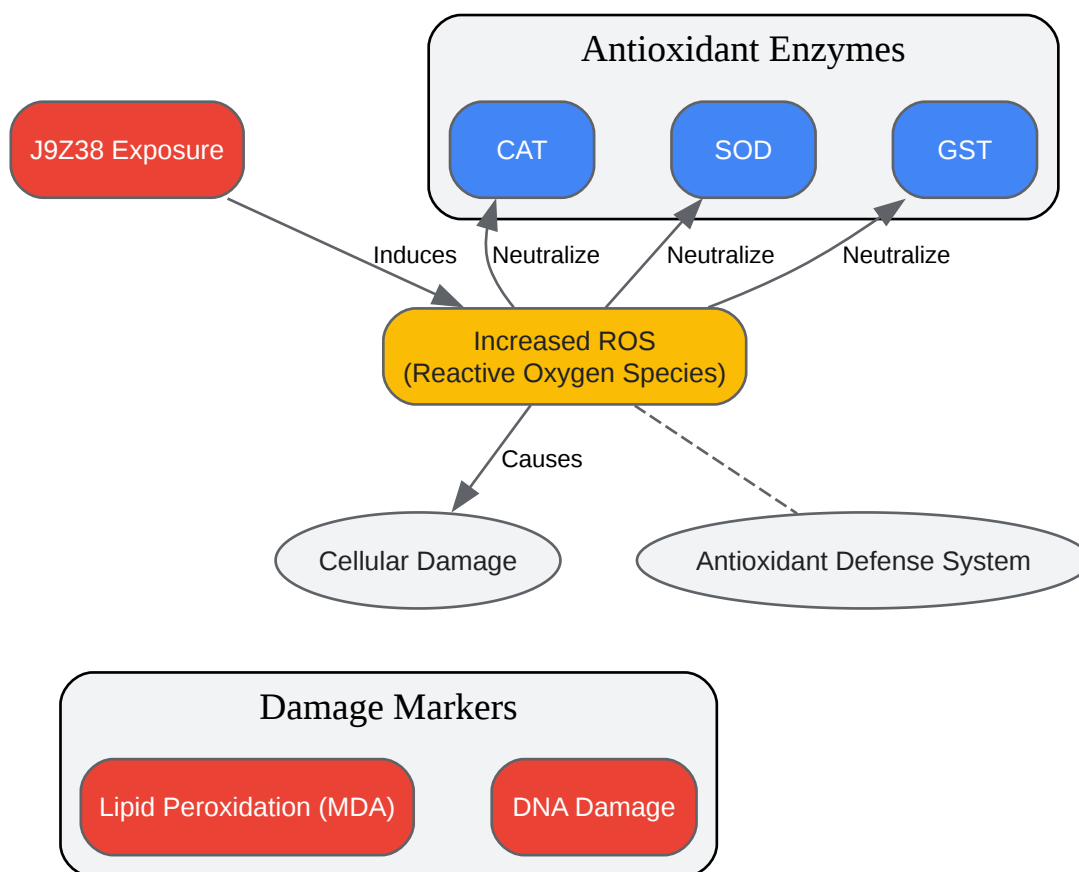 Antioxidant Enzymes
J9Z38 Exposure
CAT
SOD
GST
Induces
Neutralize
Neutralize
Neutralize
Increased ROS
(Reactive Oxygen Species)
Causes
Cellular Damage
Antioxidant Defense System
Damage Markers
Lipid Peroxidation (MDA)
DNA Damage